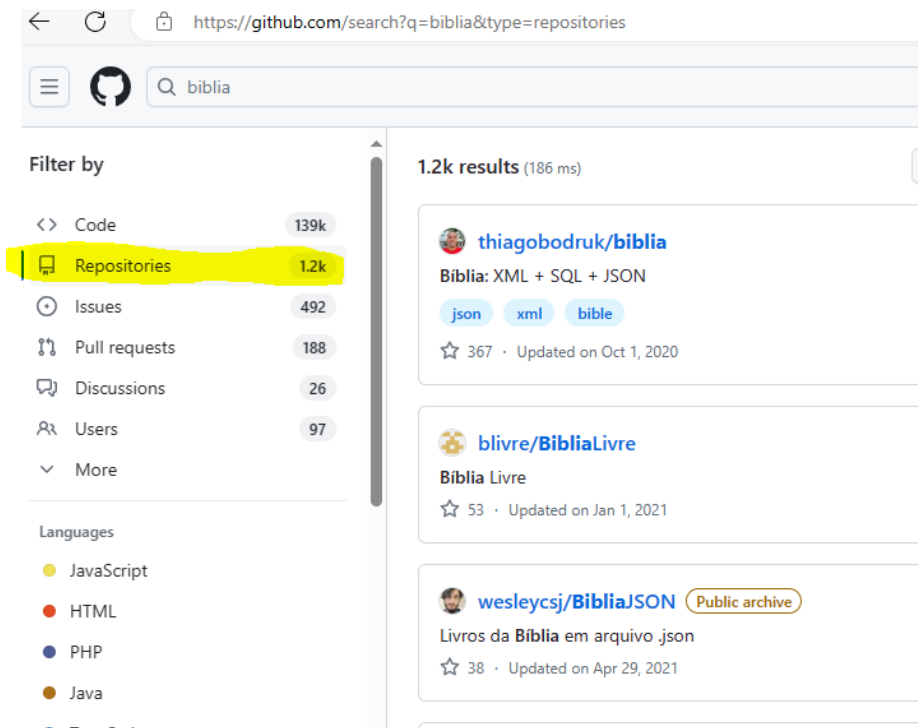 https://github.com/search?q=biblia&type=repositories
biblia
Filter by
Code 139k
Repositories 1.2k
Issues 492
Pull requests 188
Discussions 26
Users 97
More
Languages
JavaScript
HTML
PHP
Java
1.2k results (186 ms)
thiagobodruk/biblia
Bíblia: XML + SQL + JSON
json xml bible
367 · Updated on Oct 1, 2020
blivre/BibliaLivre
Bíblia Livre
53 · Updated on Jan 1, 2021
wesleycsj/BibliaJSON Public archive
Livros da Bíblia em arquivo .json
38 · Updated on Apr 29, 2021